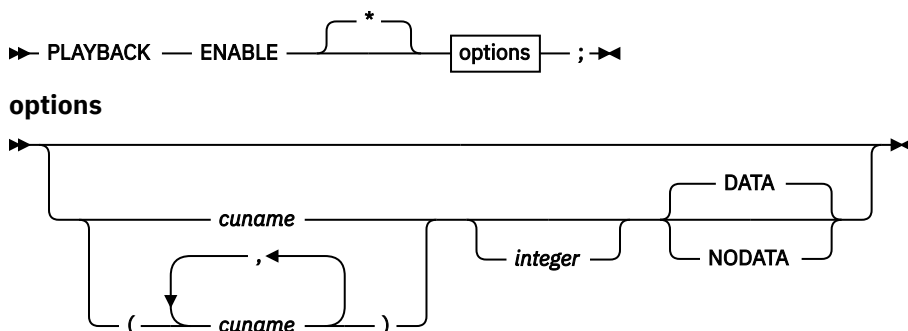 *
PLAYBACK ENABLE options ;
options
DATA
cuname
, integer NODATA
( cuname )